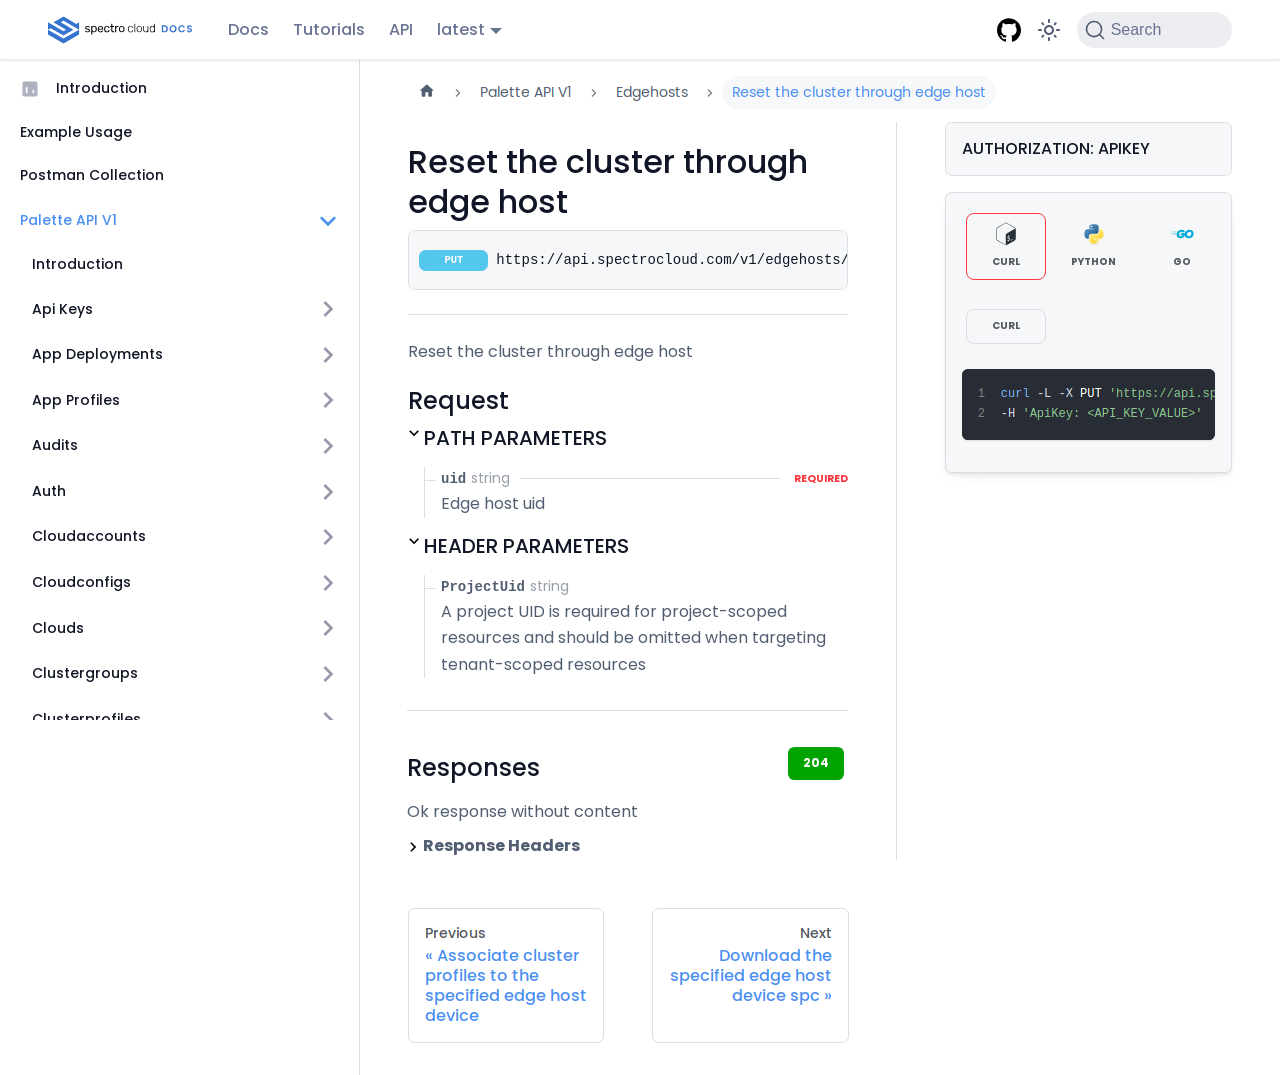 spectro cloud DOCS
Docs
Tutorials
API
latest
Search
Introduction
Example Usage
Postman Collection
Palette API V1
Introduction
Api Keys
App Deployments
App Profiles
Audits
Auth
Cloudaccounts
Cloudconfigs
Clouds
Clustergroups
Clusterprofiles
Palette API V1
Edgehosts
Reset the cluster through edge host
Reset the cluster through
edge host
PUT https://api.spectrocloud.com/v1/edgehosts/
Reset the cluster through edge host
Request
PATH PARAMETERS
uid string REQUIRED
Edge host uid
HEADER PARAMETERS
ProjectUid string
A project UID is required for project-scoped
resources and should be omitted when targeting
tenant-scoped resources
Responses
204
Ok response without content
Response Headers
Previous
« Associate cluster
profiles to the
specified edge host
device
Next
Download the
specified edge host
device spc »
AUTHORIZATION: APIKEY
CURL
PYTHON
GO
GO
CURL
1 curl -L -X PUT 'https://api.sp
2 -H 'ApiKey: <API_KEY_VALUE>'